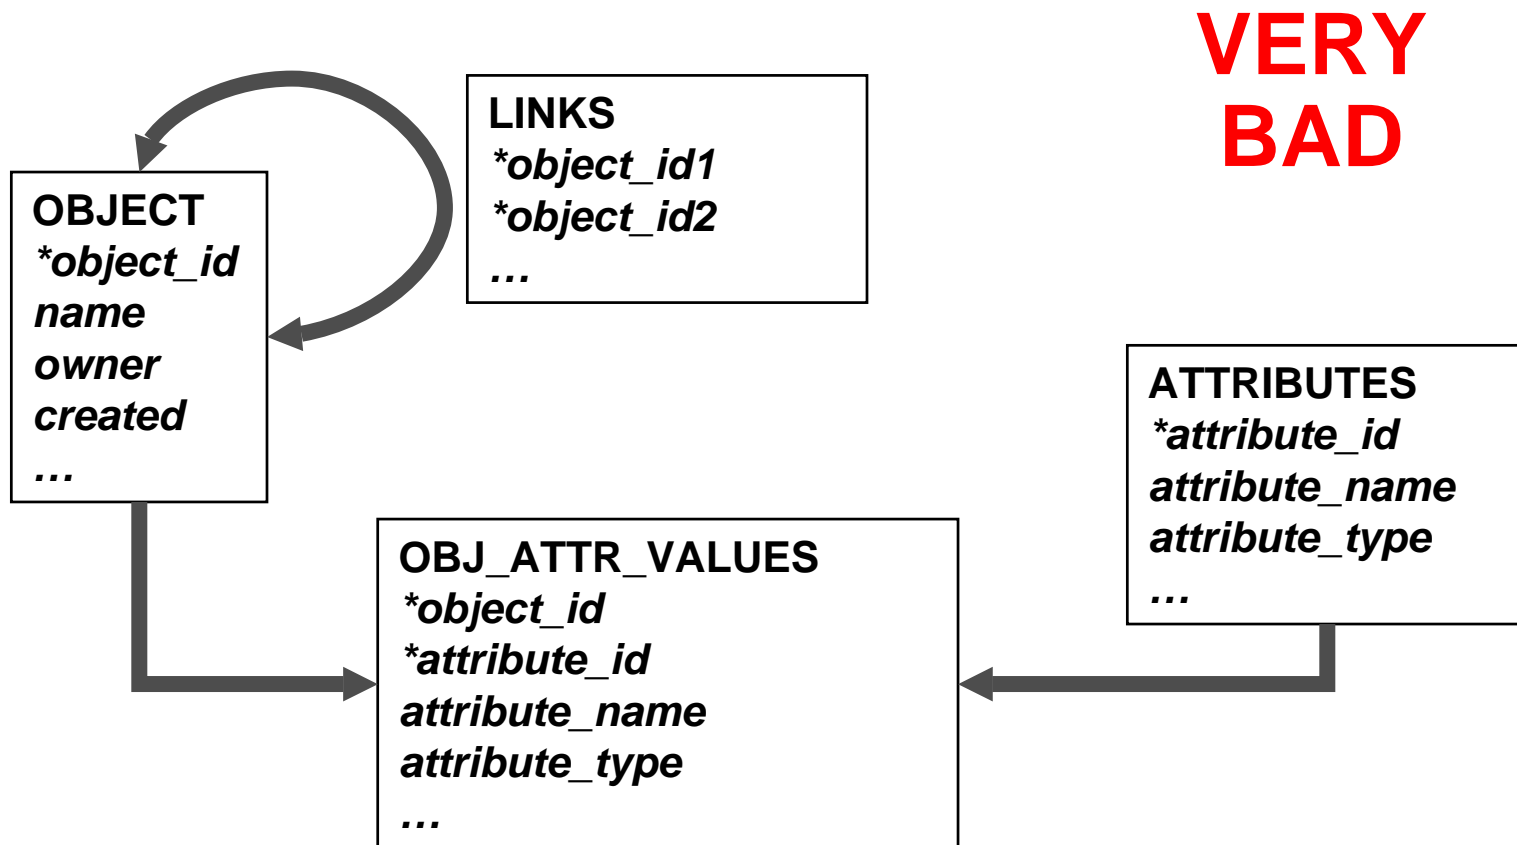 VERY
BAD
LINKS
*object_id1
*object_id2
…
OBJECT
*object_id
name
owner
created
…
ATTRIBUTES
*attribute_id
attribute_name
attribute_type
…
OBJ_ATTR_VALUES
*object_id
*attribute_id
attribute_name
attribute_type
…